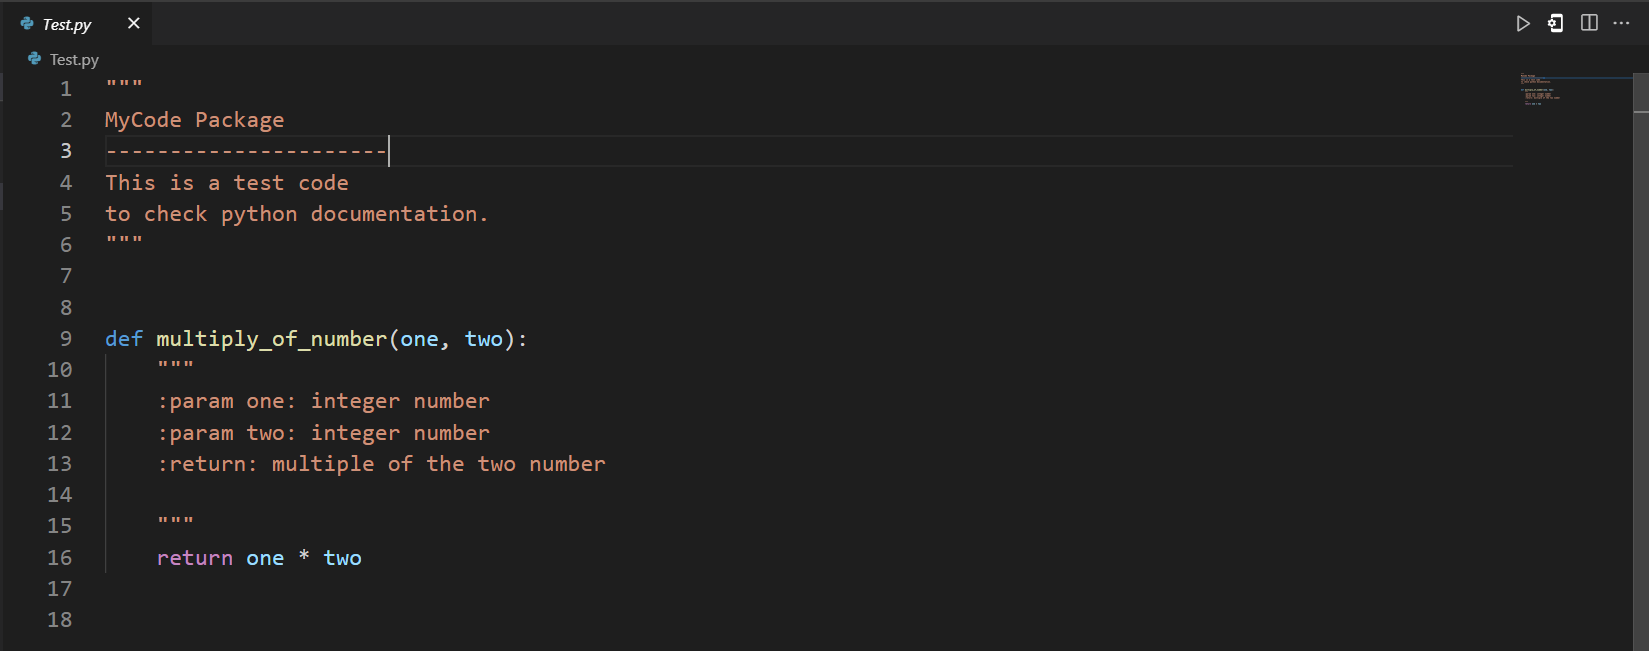 Test.py
Test.py
1 """
2 MyCode Package
3 ----------------------
4 This is a test code
5 to check python documentation.
6 """
7
8
9 def multiply_of_number(one, two):
10 """
11 :param one: integer number
12 :param two: integer number
13 :return: multiple of the two number
14
15 """
16 return one * two
17
18